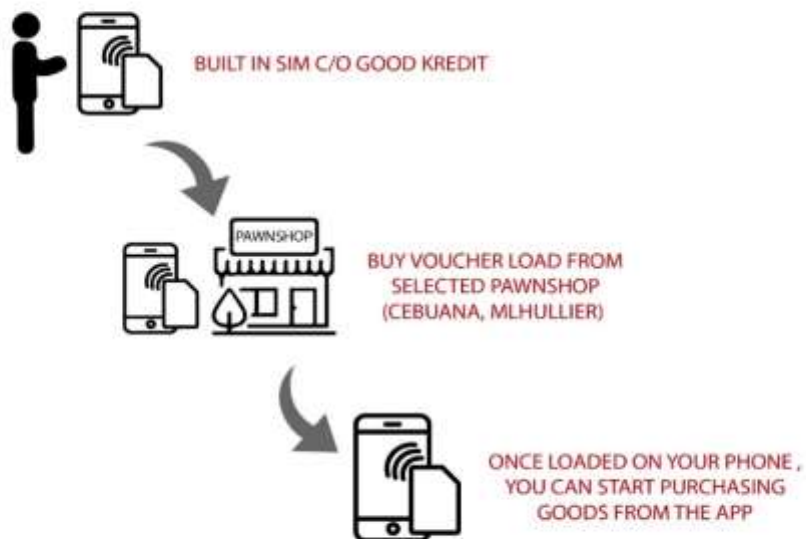 BUILT IN SIM C/O GOOD KREDIT
PAWNSHOP
BUY VOUCHER LOAD FROM
SELECTED PAWNSHOP
(CEBUANA, MLHULLIER)
ONCE LOADED ON YOUR PHONE ,
YOU CAN START PURCHASING
GOODS FROM THE APP